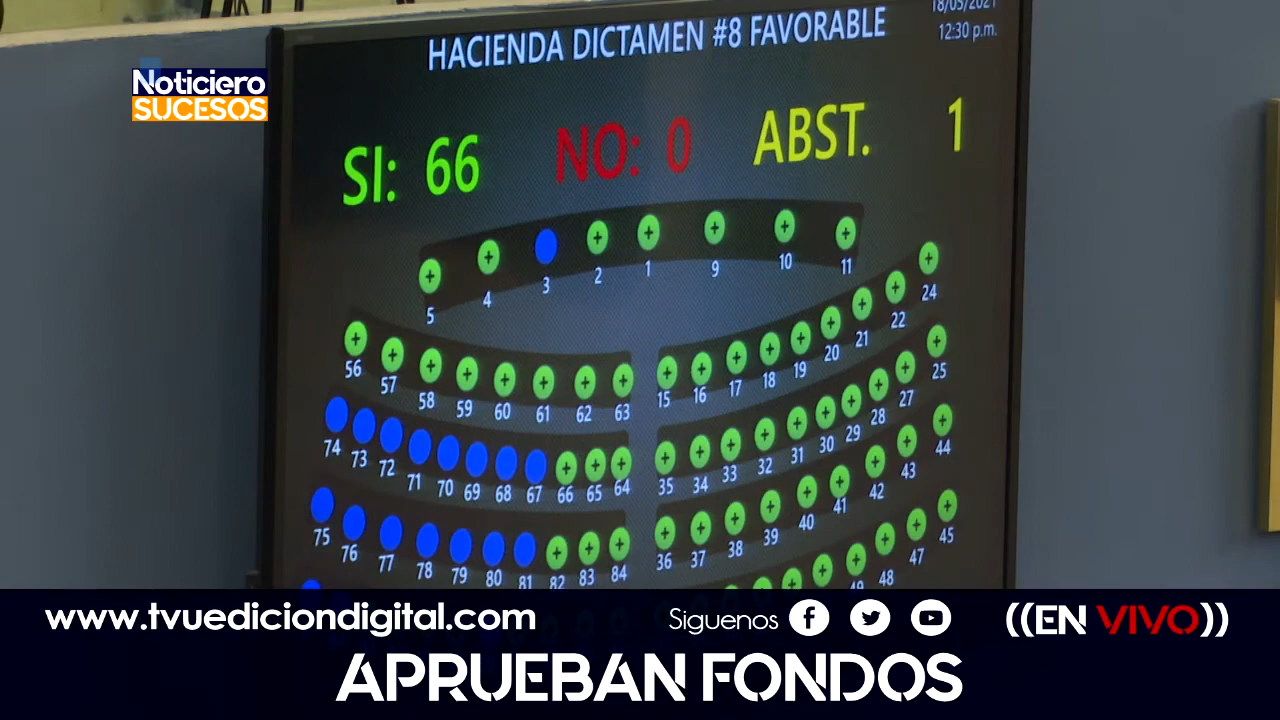 18/05/2021
HACIENDA DICTAMEN #8 FAVORABLE
12:30 p.m.
Noticiero
SUCESOS
SI: 66 NO: 0 ABST. 1
5 4 3 2 1 9 10 11
56 57 58 59 60 61 62 63 15 16 17 18 19 20 21 22 24
74 73 72 71 70 69 68 67 66 65 64 35 34 33 32 31 30 29 28 27 25
75 76 77 78 79 80 81 82 83 84 36 37 38 39 40 41 42 43 44
49 48 47 45
www.tvuediciondigital.com Siguenos ((EN VIVO))
APRUEBAN FONDOS